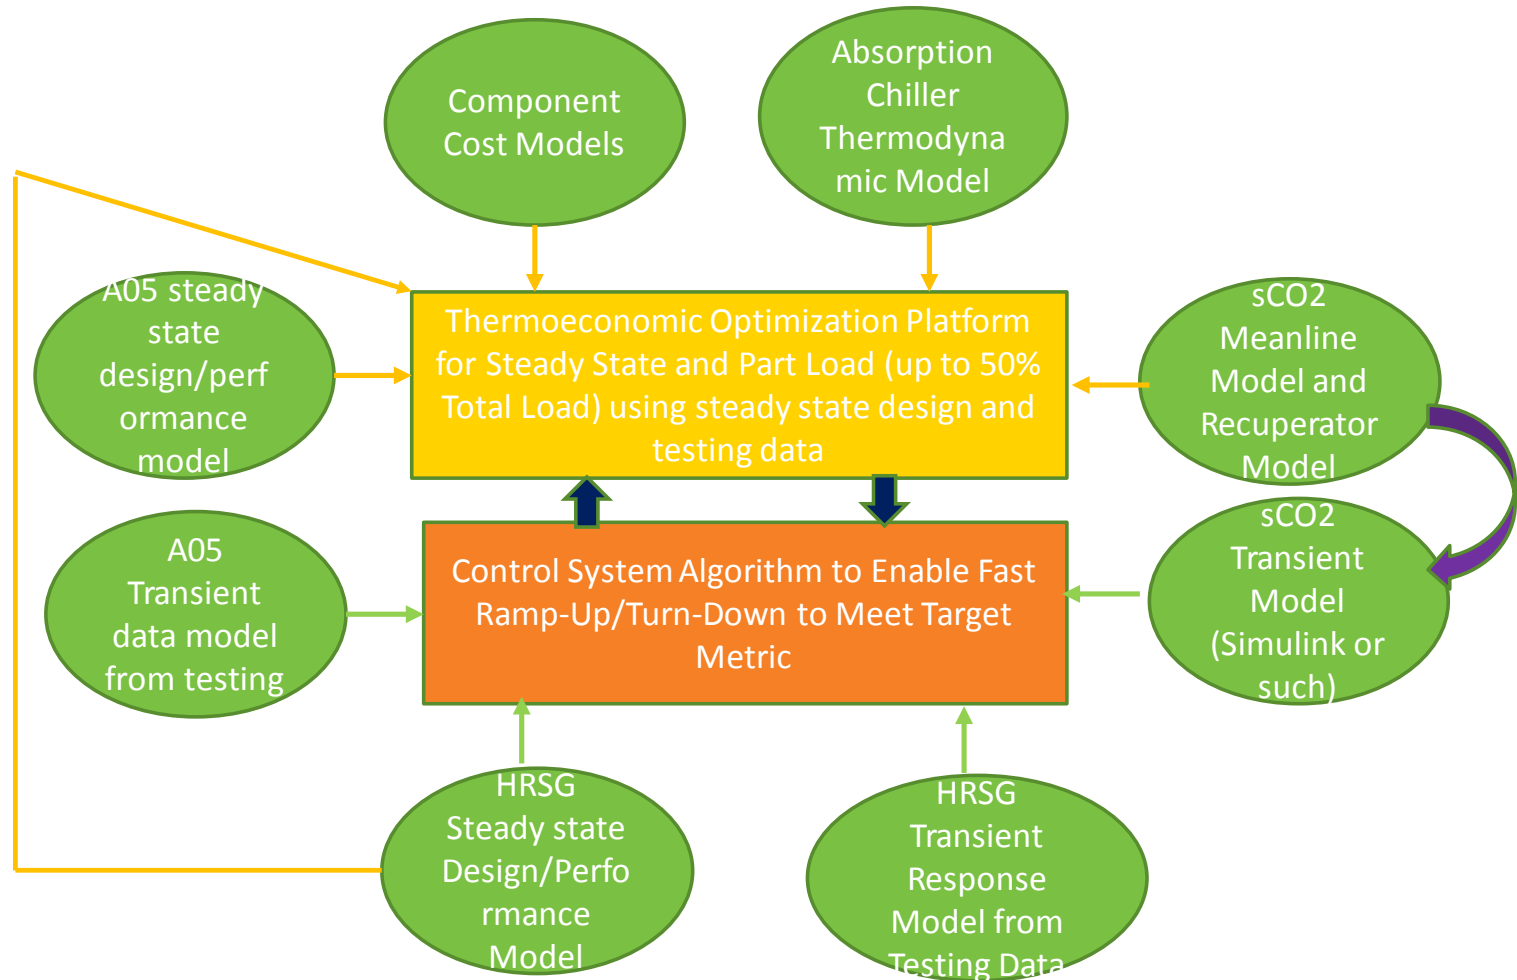 Component
Cost Models
Absorption
Chiller
Thermodyna
mic Model
A05 steady
state
design/perf
ormance
model
Thermoeconomic Optimization Platform
for Steady State and Part Load (up to 50%
Total Load) using steady state design and
testing data
sCO2
Meanline
Model and
Recuperator
Model
A05
Transient
data model
from testing
Control System Algorithm to Enable Fast
Ramp-Up/Turn-Down to Meet Target
Metric
sCO2
Transient
Model
(Simulink or
such)
HRSG
Steady state
Design/Perfo
rmance
Model
HRSG
Transient
Response
Model from
Testing Data